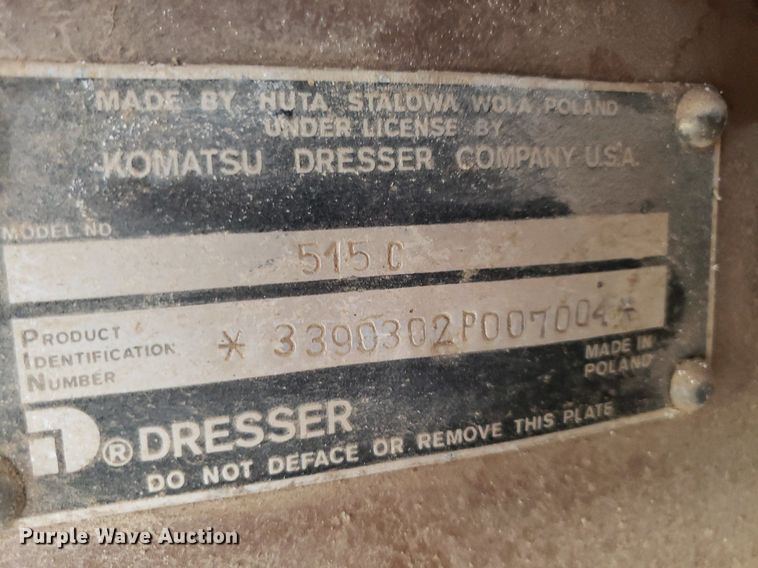 MADE BY HUTA STALOWA WOLA, POLAND
UNDER LICENSE BY
KOMATSU DRESSER COMPANY U.S.A.
MODEL NO.
515C
PRODUCT
IDENTIFICATION
NUMBER
* 3390302P007004*
MADE IN
POLAND
® DRESSER
DO NOT DEFACE OR REMOVE THIS PLATE
Purple Wave Auction